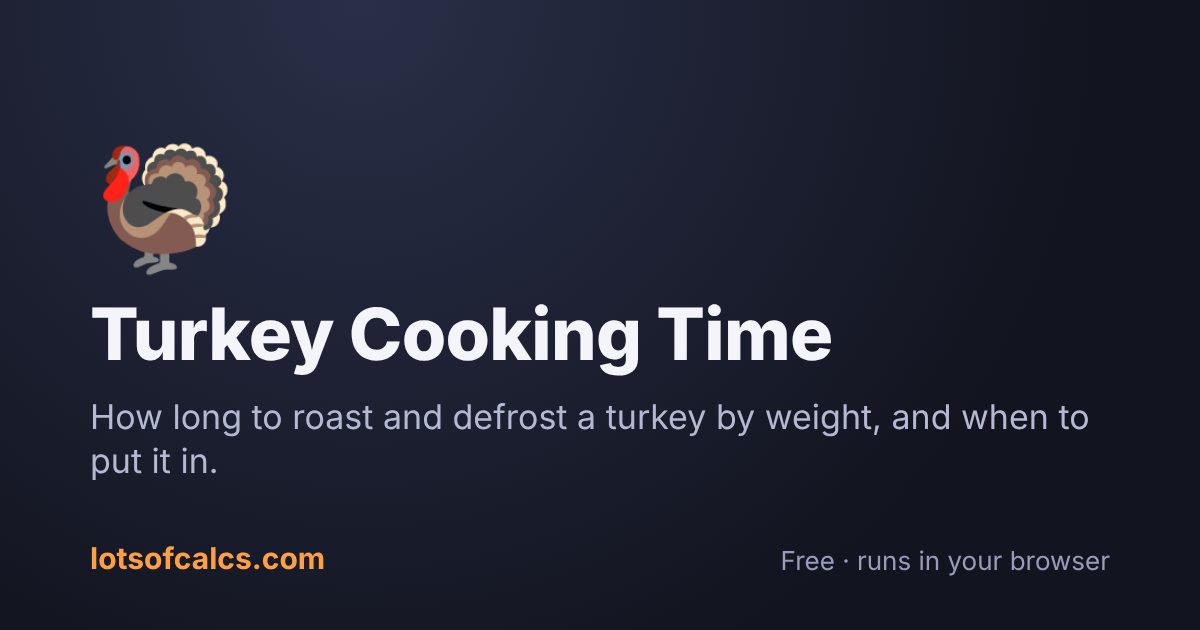 Turkey Cooking Time
How long to roast and defrost a turkey by weight, and when to
put it in.
lotsofcalcs.com
Free · runs in your browser